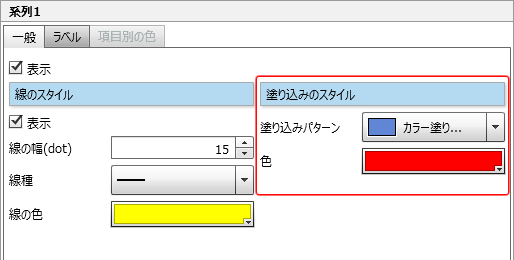 系列1
一般 ラベル 項目別の色
表示
線のスタイル
表示
線の幅(dot) 15
線種
線の色
塗り込みのスタイル
塗り込みパターン カラー塗り...
色